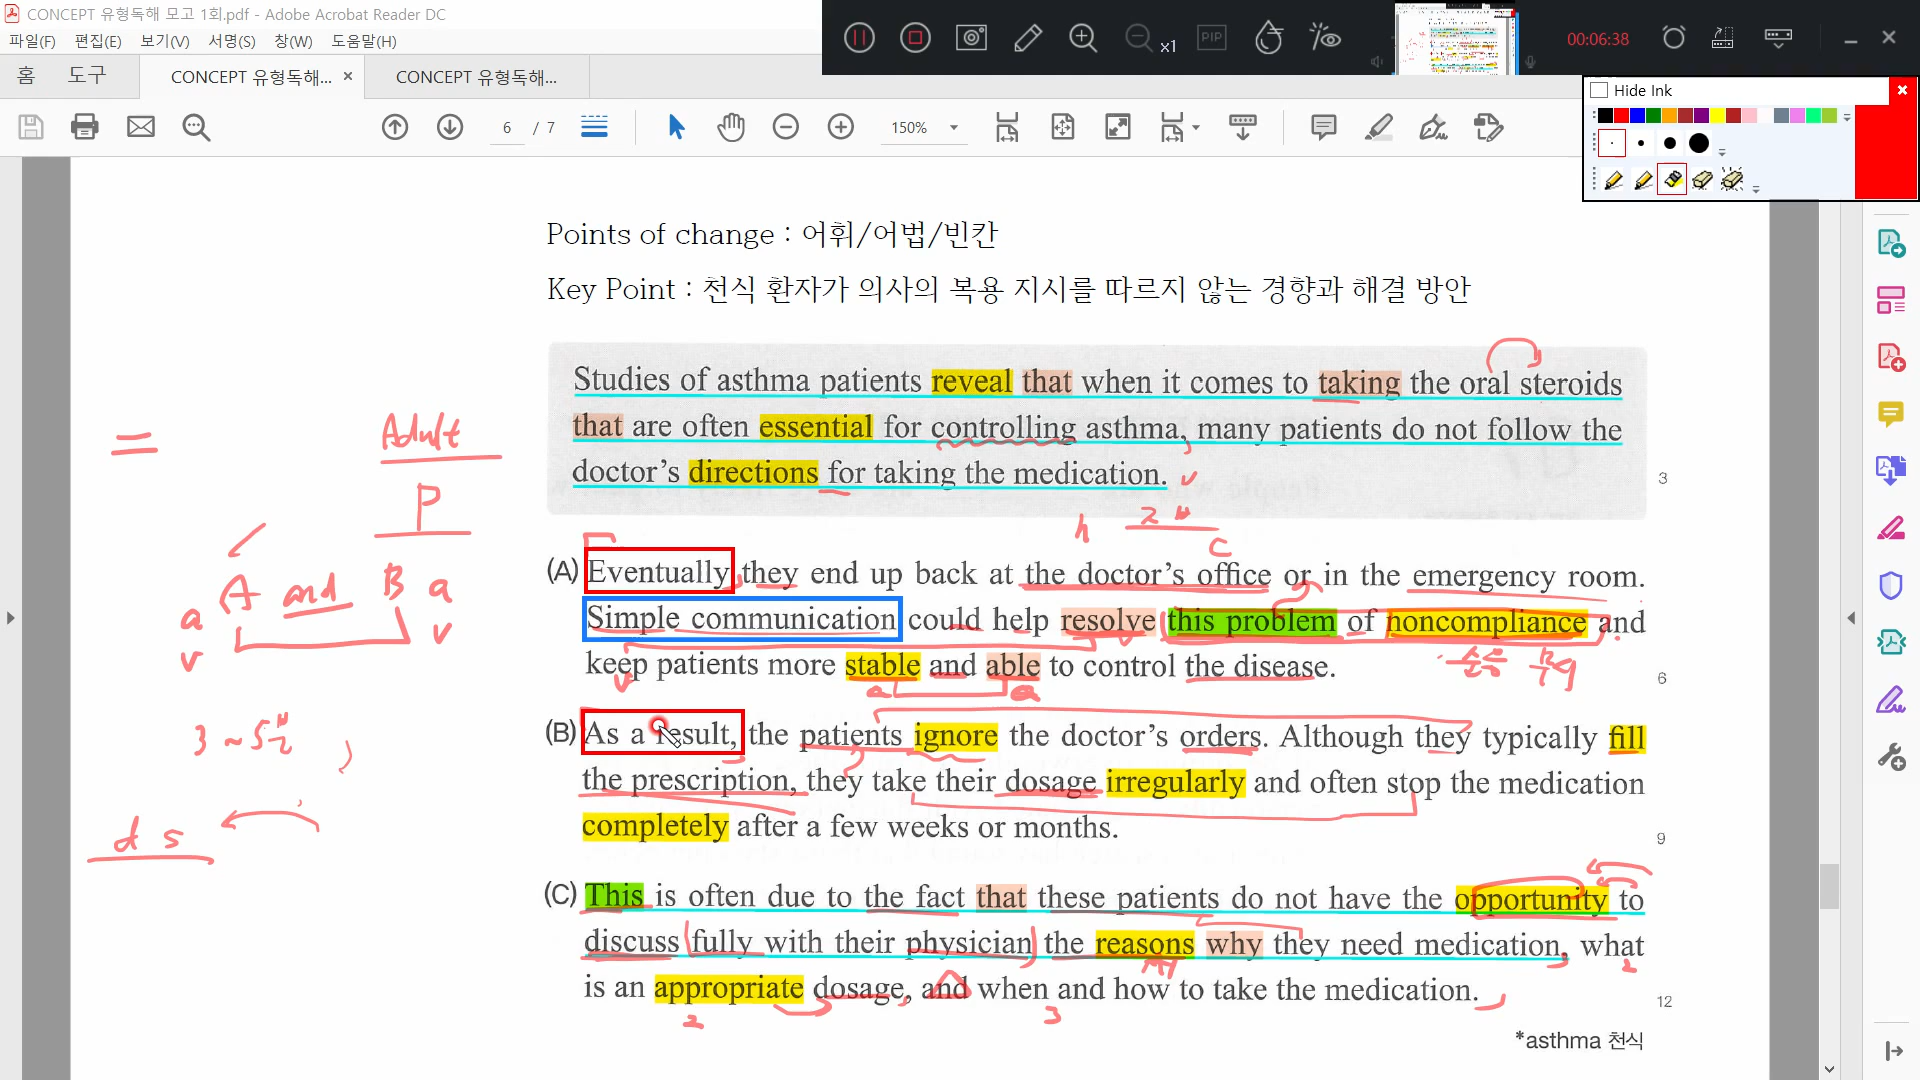 CONCEPT 유형독해 모고 1회.pdf - Adobe Acrobat Reader DC
파일(F) 편집(E) 보기(V) 서명(S) 창(W) 도움말(H)
x1 PIP 00:06:38
홈 도구 CONCEPT 유형독해... × CONCEPT 유형독해...
Hide Ink
6 / 7 150%
Points of change : 어휘/어법/빈칸
Key Point : 천식 환자가 의사의 복용 지시를 따르지 않는 경향과 해결 방안
Studies of asthma patients reveal that when it comes to taking the oral steroids
that are often essential for controlling asthma, many patients do not follow the
doctor's directions for taking the medication.
3
Adult
P
A and B a
a v
v
3 ~ 5
d s
h 2
c
(A) Eventually, they end up back at the doctor's office or in the emergency room.
Simple communication could help resolve this problem of noncompliance and
keep patients more stable and able to control the disease.
6
v a a
(B) As a result, the patients ignore the doctor's orders. Although they typically fill
the prescription, they take their dosage irregularly and often stop the medication
completely after a few weeks or months.
9
(C) This is often due to the fact that these patients do not have the opportunity to
discuss fully with their physician the reasons why they need medication, what
is an appropriate dosage, and when and how to take the medication.
12
2 3 2
*asthma 천식